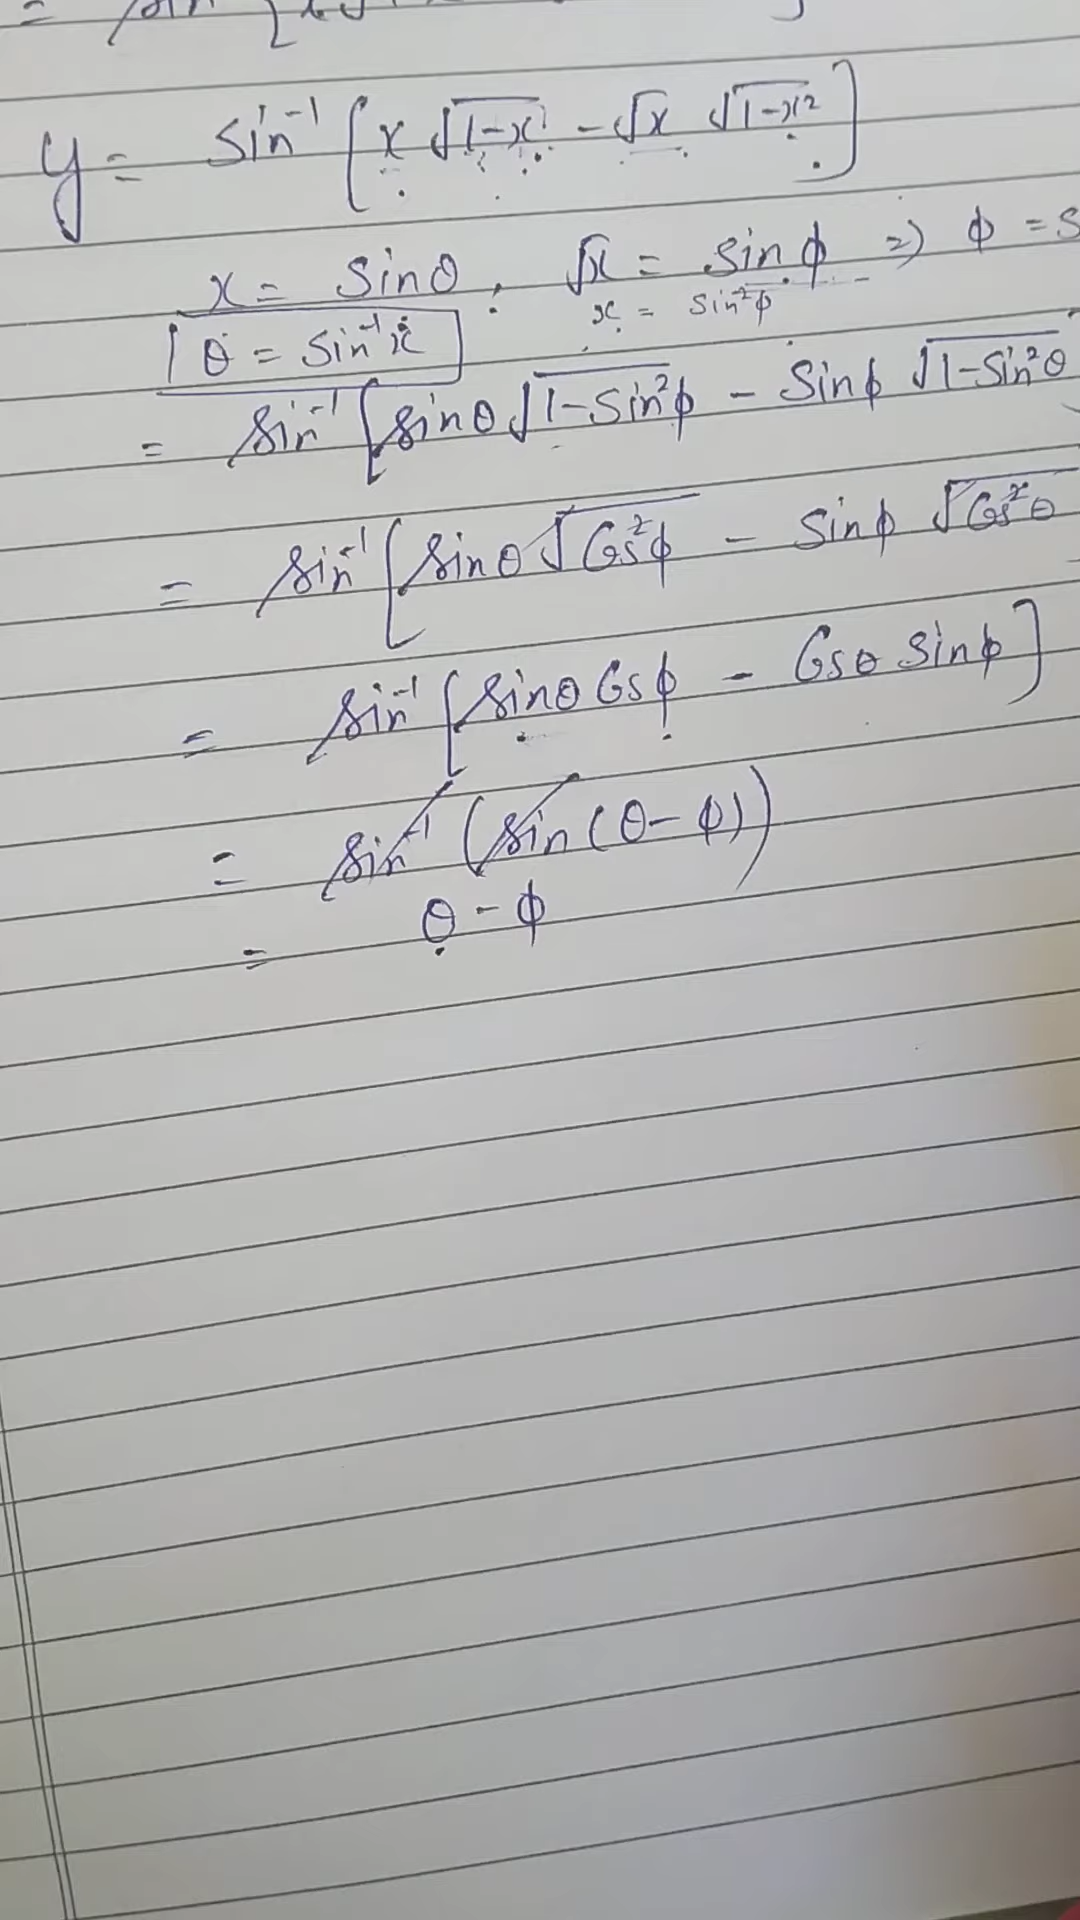 y = sin⁻¹ [x √(1-x) - √x √(1-x²)]
x = sinθ, √x = sinφ => φ = s
θ = sin⁻¹x x = sin²φ
= sin⁻¹ [sinθ √(1-sin²φ) - sinφ √(1-sin²θ)
= sin⁻¹ [sinθ √(cos²φ) - sinφ √(cos²θ)
= sin⁻¹ [sinθ cosφ - cosθ sinφ]
= sin⁻¹ (sin(θ-φ))
= θ - φ